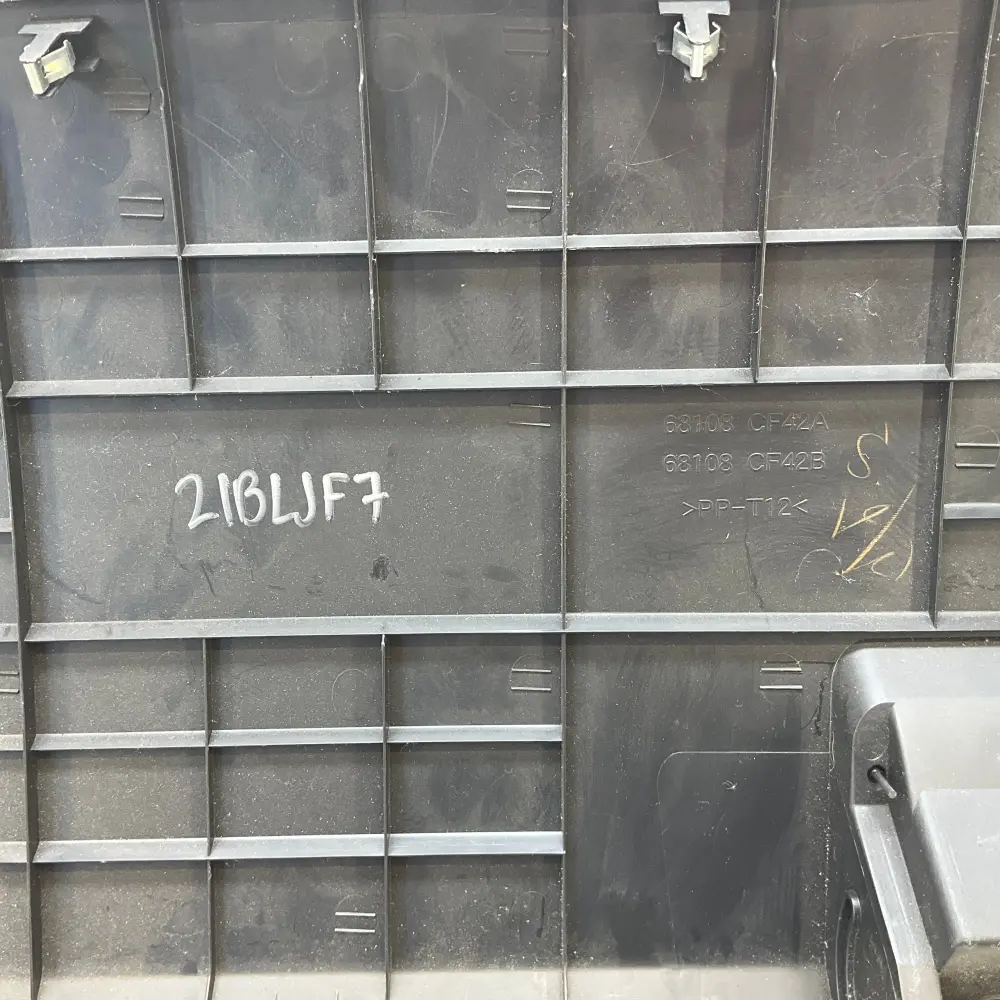 68108 CF42A
68108 CF42B
>PP-T12<
21BLJF7